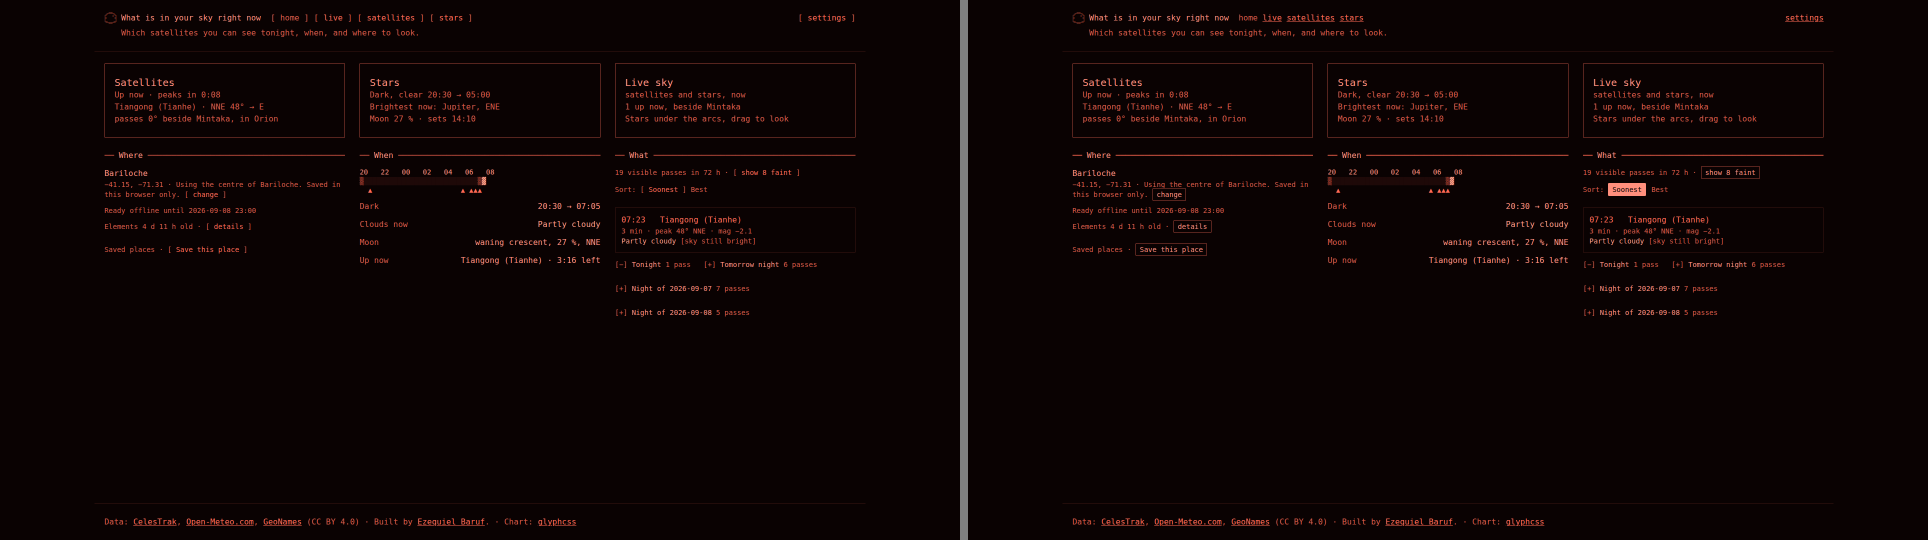 What is in your sky right now [ home ] [ live ] [ satellites ] [ stars ] [ settings ]
Which satellites you can see tonight, when, and where to look.
Satellites
Up now · peaks in 0:08
Tiangong (Tianhe) · NNE 48° → E
passes 0° beside Mintaka, in Orion
Stars
Dark, clear 20:30 → 05:00
Brightest now: Jupiter, ENE
Moon 27 % · sets 14:10
Live sky
satellites and stars, now
1 up now, beside Mintaka
Stars under the arcs, drag to look
Where
Bariloche
−41.15, −71.31 · Using the centre of Bariloche. Saved in
this browser only. [ change ]
Ready offline until 2026-09-08 23:00
Elements 4 d 11 h old · [ details ]
Saved places · [ Save this place ]
When
20 22 00 02 04 06 08
▲ ▲ ▲▲▲
Dark 20:30 → 07:05
Clouds now Partly cloudy
Moon waning crescent, 27 %, NNE
Up now Tiangong (Tianhe) · 3:16 left
What
19 visible passes in 72 h · [ show 8 faint ]
Sort: [ Soonest ] Best
07:23 Tiangong (Tianhe)
3 min · peak 48° NNE · mag −2.1
Partly cloudy [sky still bright]
[−] Tonight 1 pass [+] Tomorrow night 6 passes
[+] Night of 2026-09-07 7 passes
[+] Night of 2026-09-08 5 passes
Data: CelesTrak, Open-Meteo.com, GeoNames (CC BY 4.0) · Built by Ezequiel Baruf. · Chart: glyphcss
What is in your sky right now home live satellites stars settings
Which satellites you can see tonight, when, and where to look.
Satellites
Up now · peaks in 0:08
Tiangong (Tianhe) · NNE 48° → E
passes 0° beside Mintaka, in Orion
Stars
Dark, clear 20:30 → 05:00
Brightest now: Jupiter, ENE
Moon 27 % · sets 14:10
Live sky
satellites and stars, now
1 up now, beside Mintaka
Stars under the arcs, drag to look
Where
Bariloche
−41.15, −71.31 · Using the centre of Bariloche. Saved in
this browser only. change
Ready offline until 2026-09-08 23:00
Elements 4 d 11 h old · details
Saved places · Save this place
When
20 22 00 02 04 06 08
▲ ▲ ▲▲▲
Dark 20:30 → 07:05
Clouds now Partly cloudy
Moon waning crescent, 27 %, NNE
Up now Tiangong (Tianhe) · 3:16 left
What
19 visible passes in 72 h · show 8 faint
Sort: Soonest Best
07:23 Tiangong (Tianhe)
3 min · peak 48° NNE · mag −2.1
Partly cloudy [sky still bright]
[−] Tonight 1 pass [+] Tomorrow night 6 passes
[+] Night of 2026-09-07 7 passes
[+] Night of 2026-09-08 5 passes
Data: CelesTrak, Open-Meteo.com, GeoNames (CC BY 4.0) · Built by Ezequiel Baruf. · Chart: glyphcss